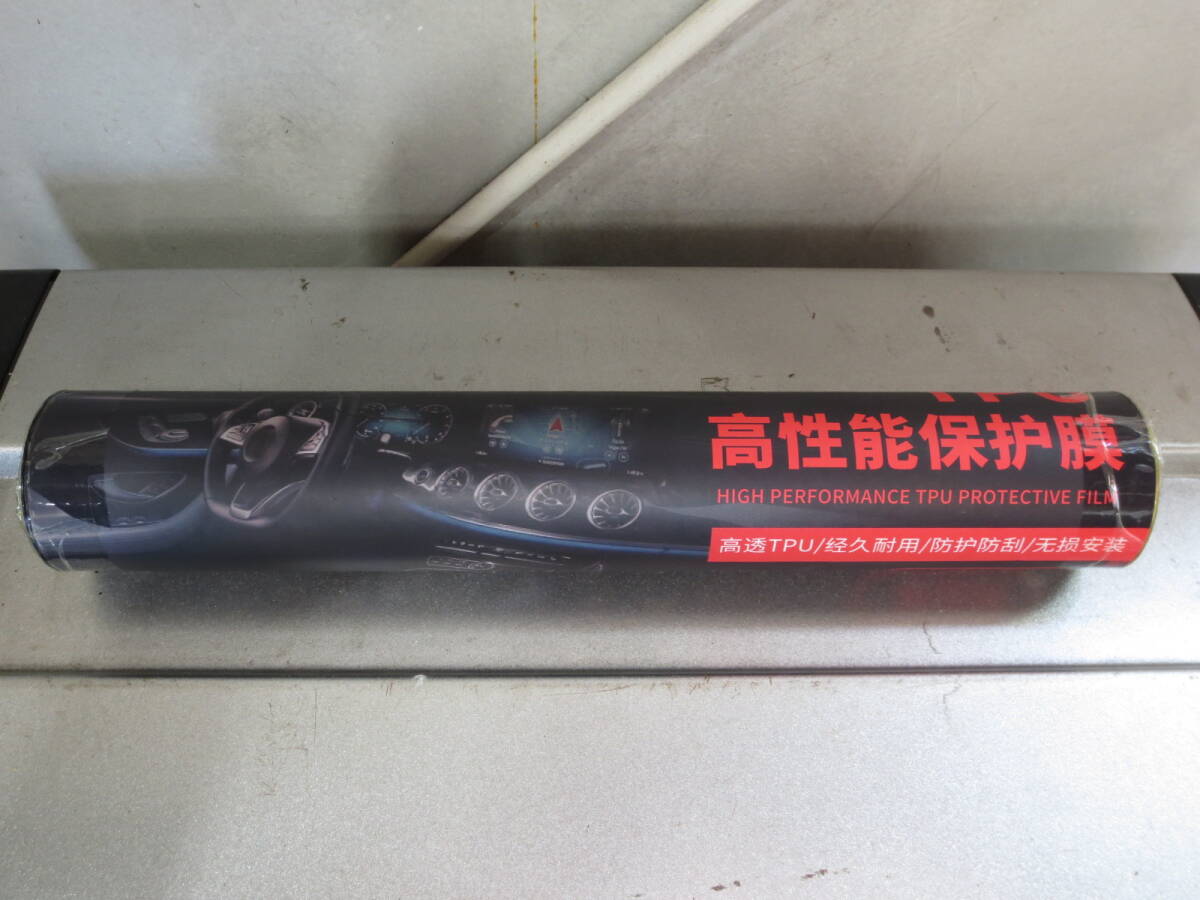 TPU
高性能保护膜
HIGH PERFORMANCE TPU PROTECTIVE FILM
高透TPU/经久耐用/防护防刮/无损安装